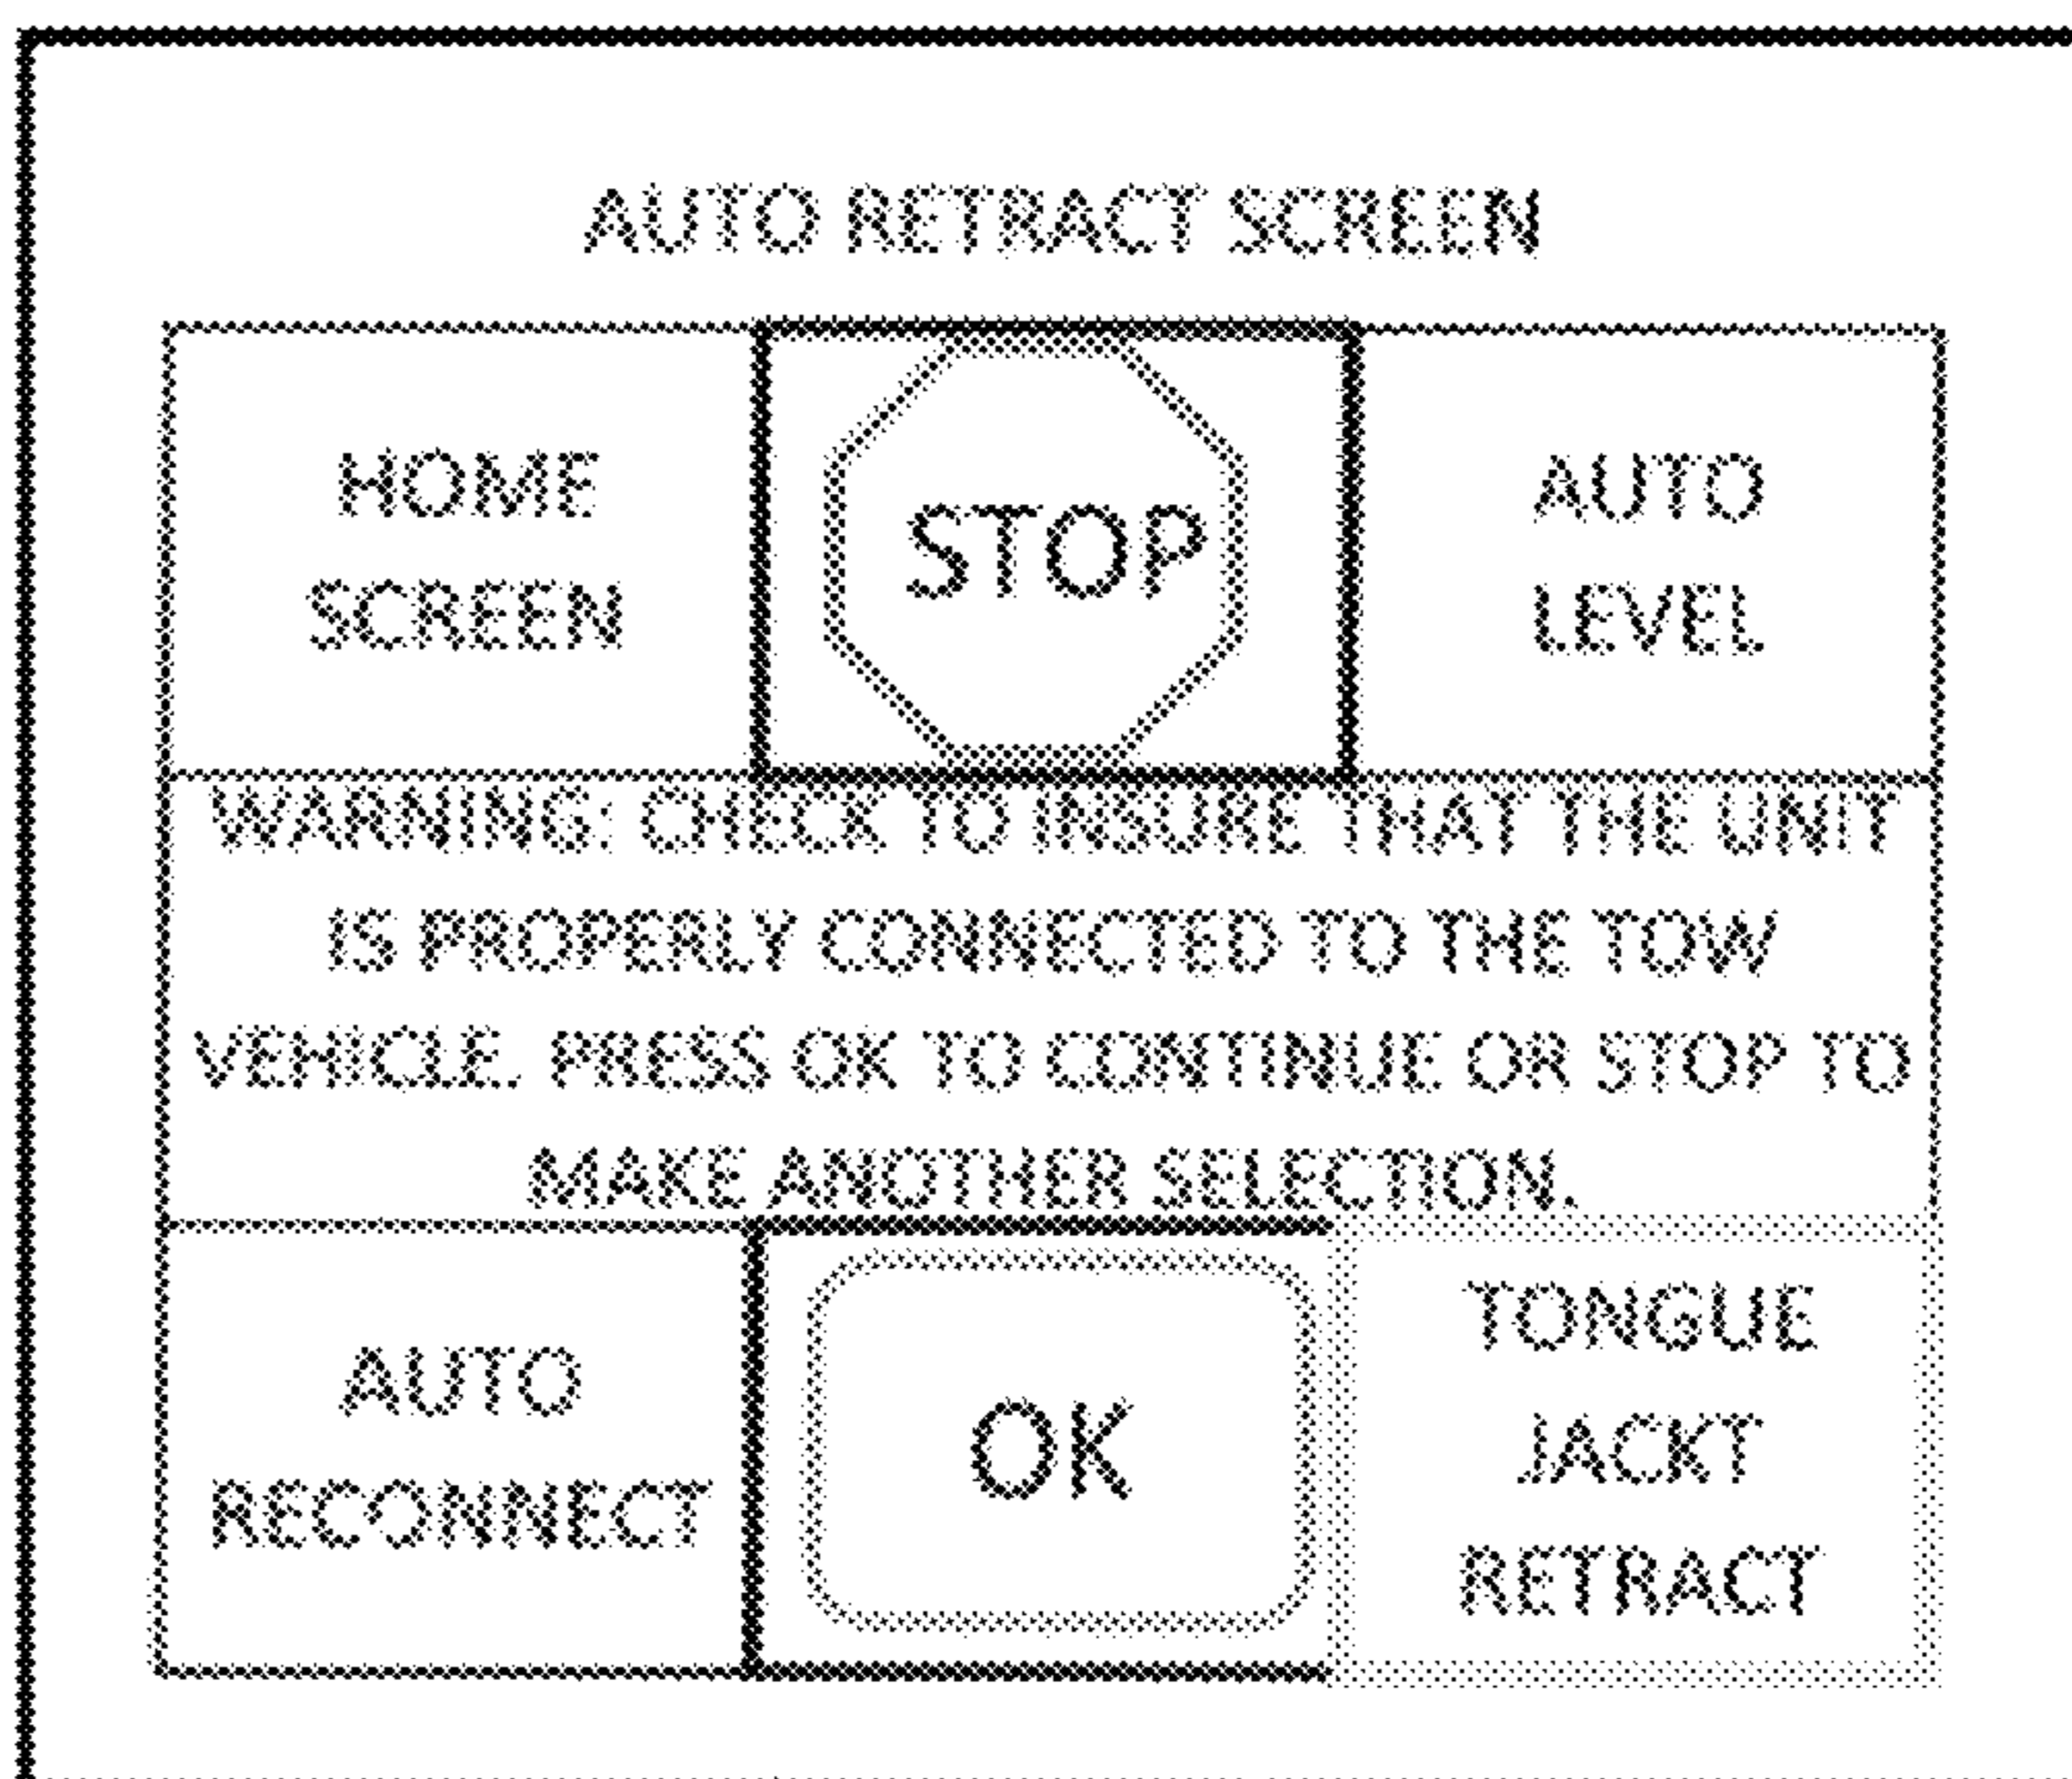 AUTO RETRACT SCREEN
HOME
SCREEN
STOP
AUTO
LEVEL
WARNING: CHECK TO INSURE THAT THE UNIT
IS PROPERLY CONNECTED TO THE TOW
VEHICLE. PRESS OK TO CONTINUE OR STOP TO
MAKE ANOTHER SELECTION.
AUTO
RECONNECT
OK
TONGUE
JACKT
RETRACT